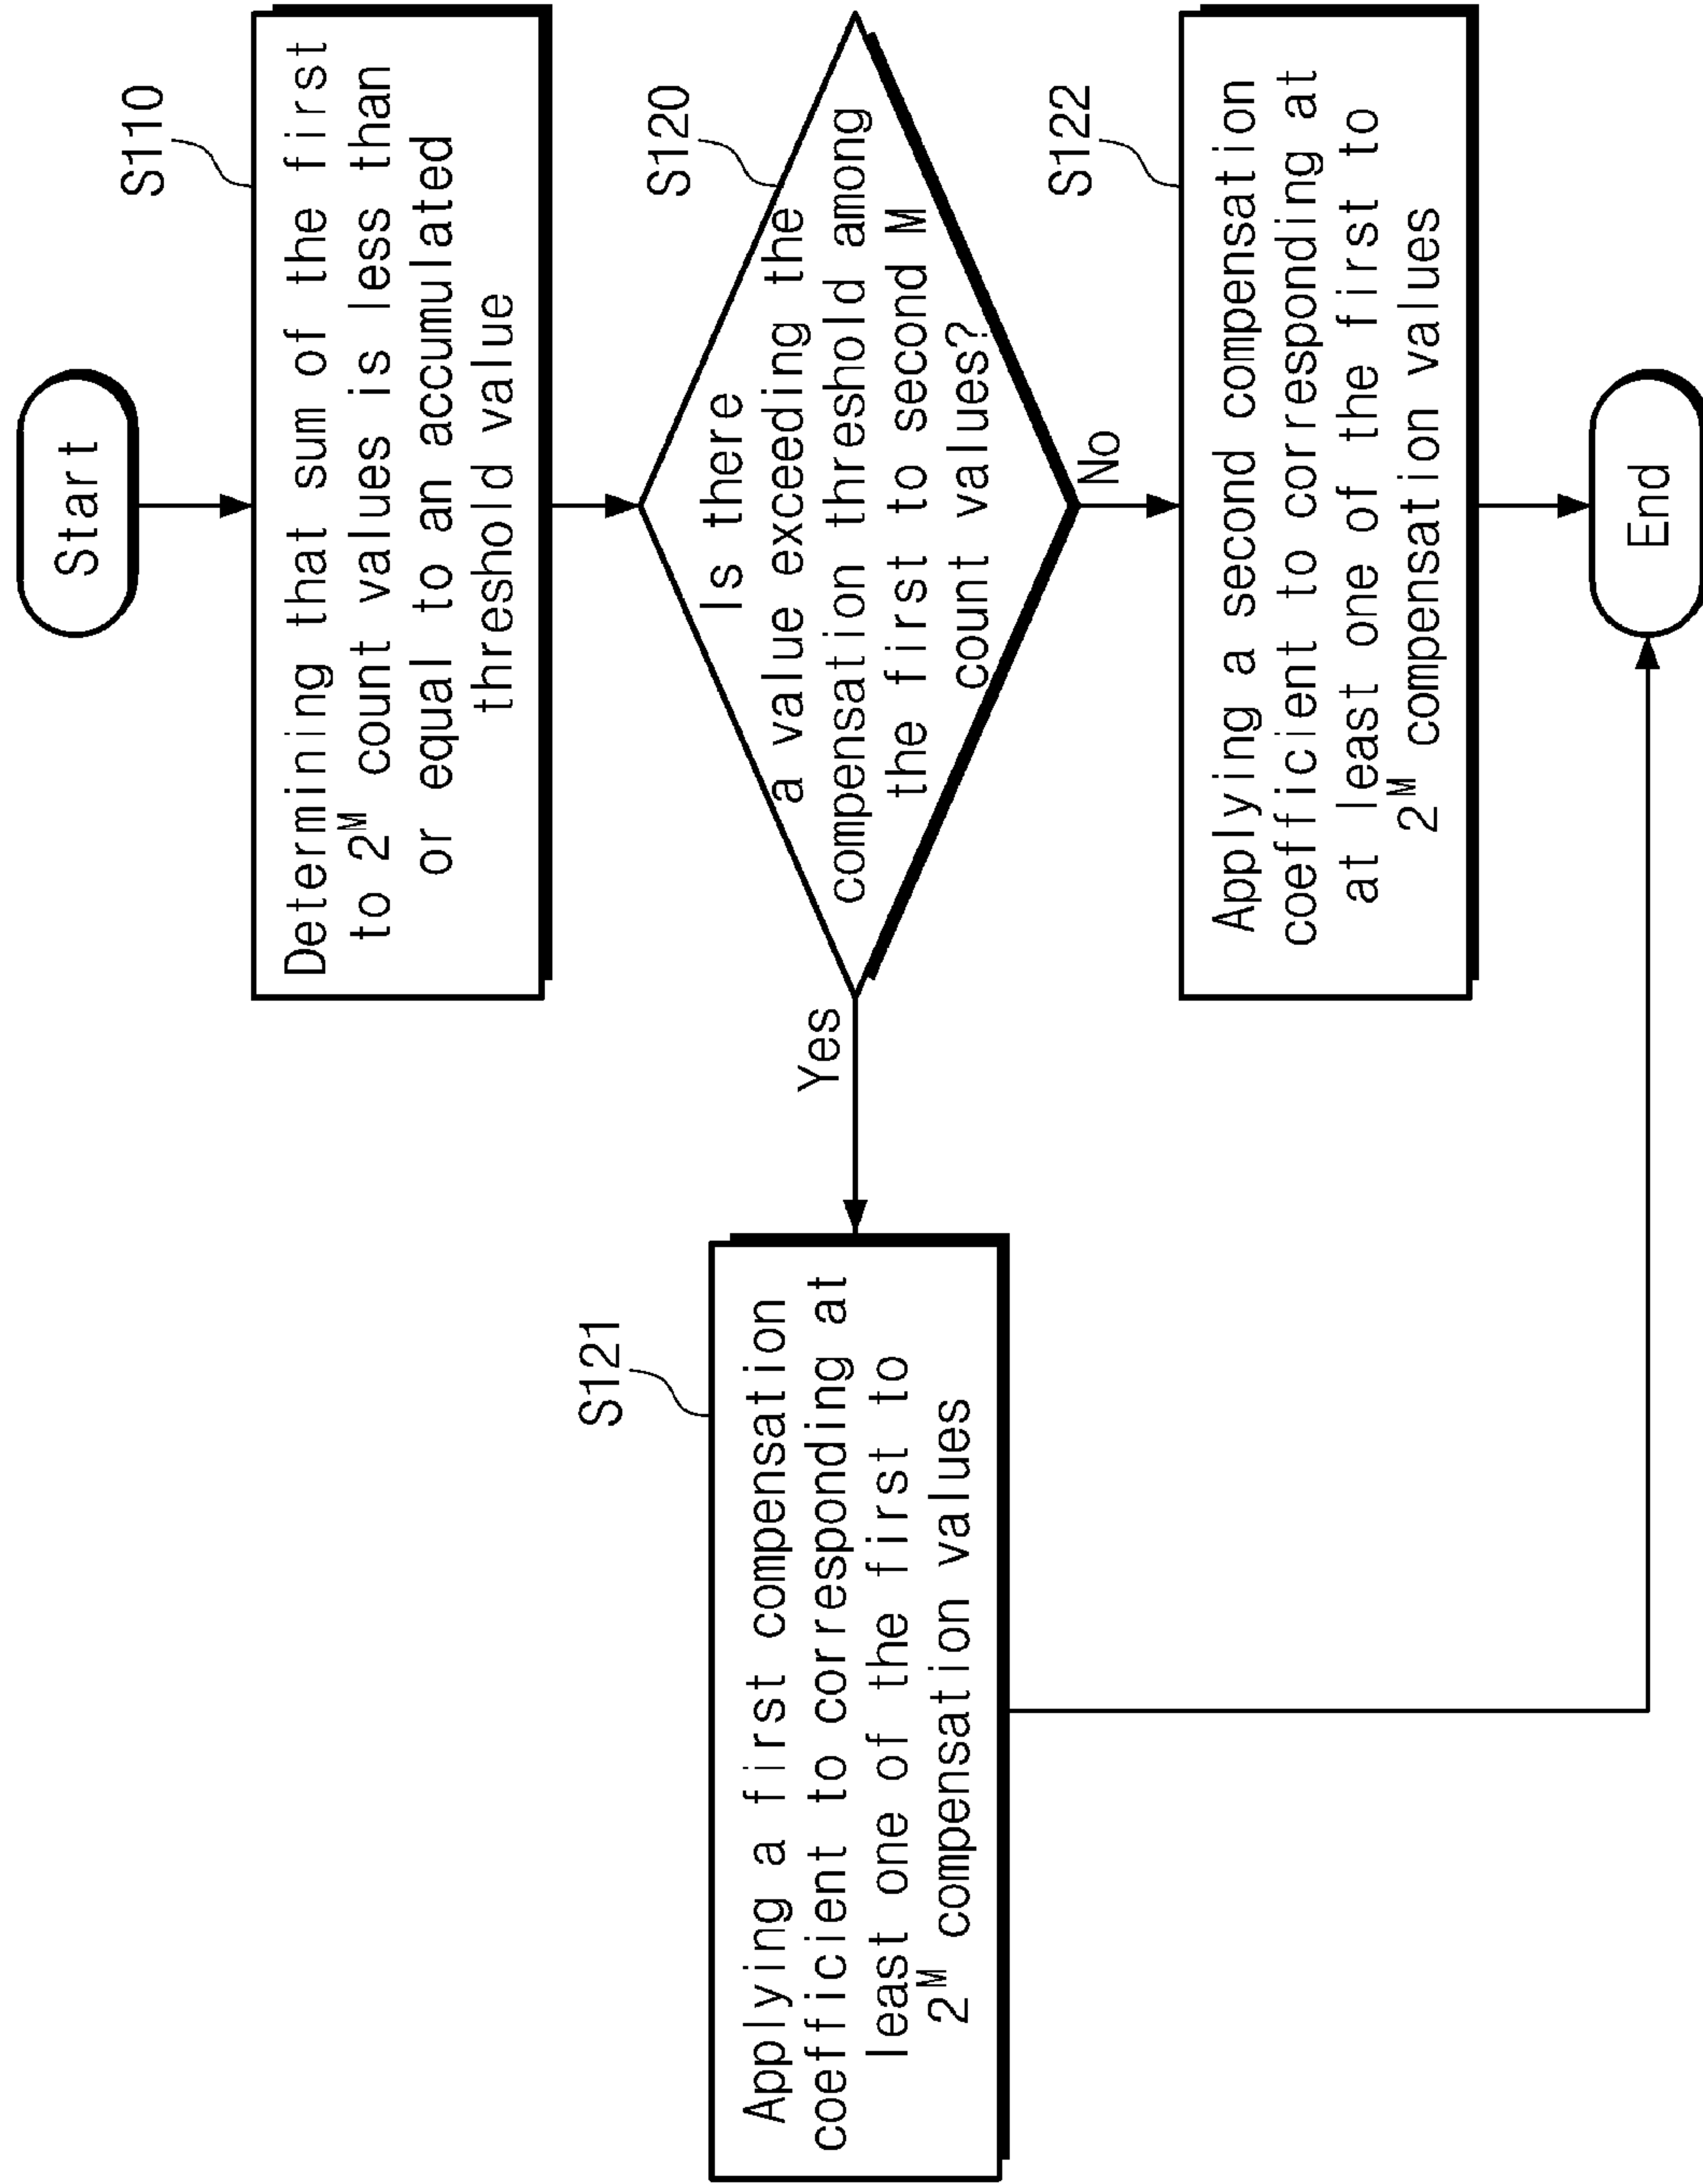 Start
S110
Determining that sum of the first
to 2ᴹ count values is less than
or equal to an accumulated
threshold value
S120
Is there
a value exceeding the
compensation threshold among
the first to second M
count values?
Yes
No
S121
Applying a first compensation
coefficient to corresponding at
least one of the first to
2ᴹ compensation values
S122
Applying a second compensation
coefficient to corresponding at
at least one of the first to
2ᴹ compensation values
End